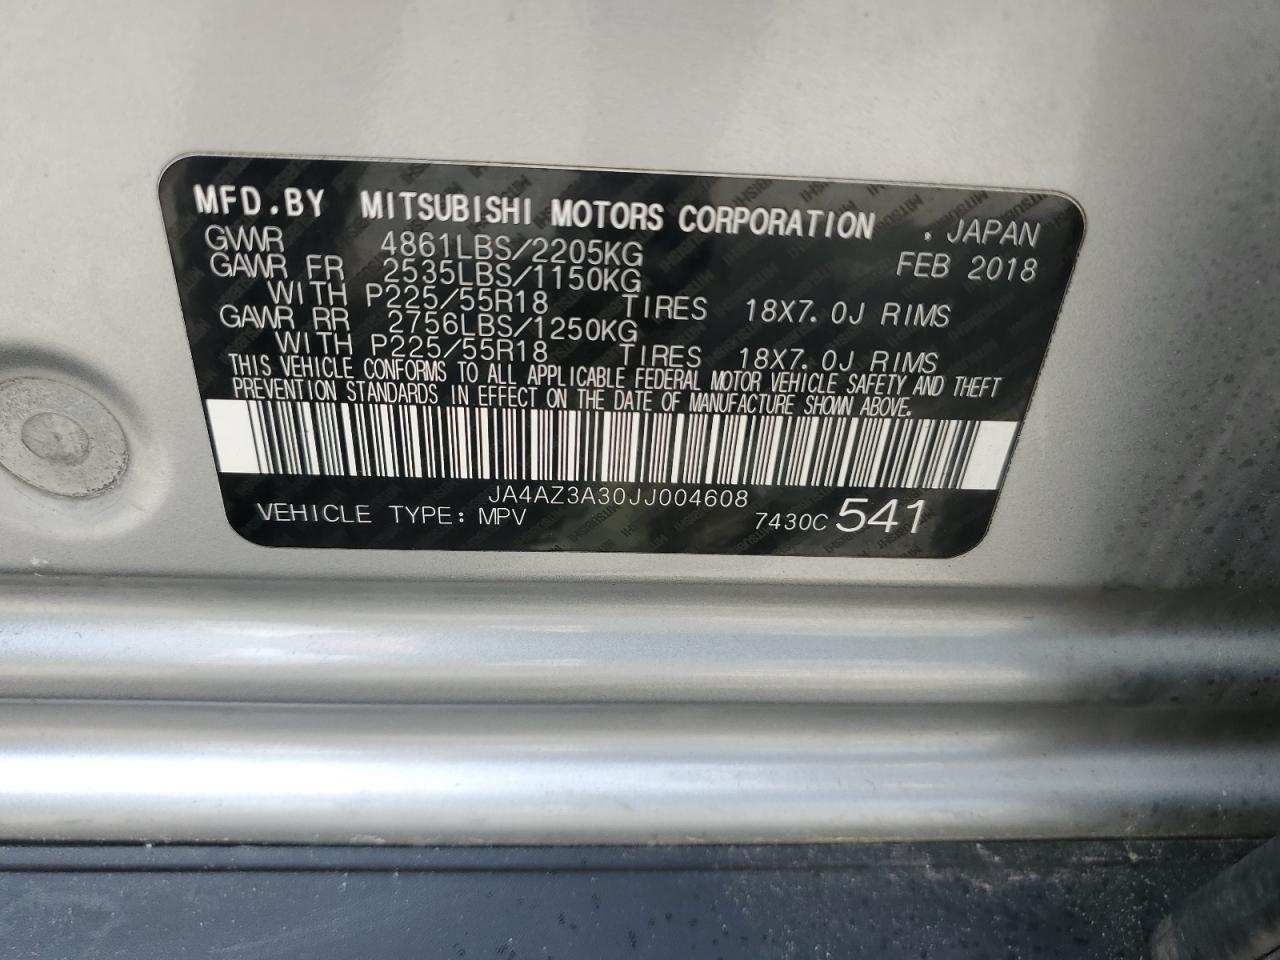 MFD.BY MITSUBISHI MOTORS CORPORATION . JAPAN
GVWR 4861LBS/2205KG FEB 2018
GAWR FR 2535LBS/1150KG
WITH P225/55R18 TIRES 18X7.0J RIMS
GAWR RR 2756LBS/1250KG
WITH P225/55R18 TIRES 18X7.0J RIMS
THIS VEHICLE CONFORMS TO ALL APPLICABLE FEDERAL MOTOR VEHICLE SAFETY AND THEFT
PREVENTION STANDARDS IN EFFECT ON THE DATE OF MANUFACTURE SHOWN ABOVE.
JA4AZ3A30JJ004608
VEHICLE TYPE: MPV 7430C 541